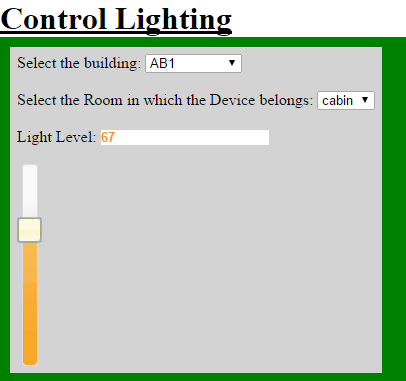 Control Lighting
Select the building: AB1
Select the Room in which the Device belongs: cabin
Light Level: 67